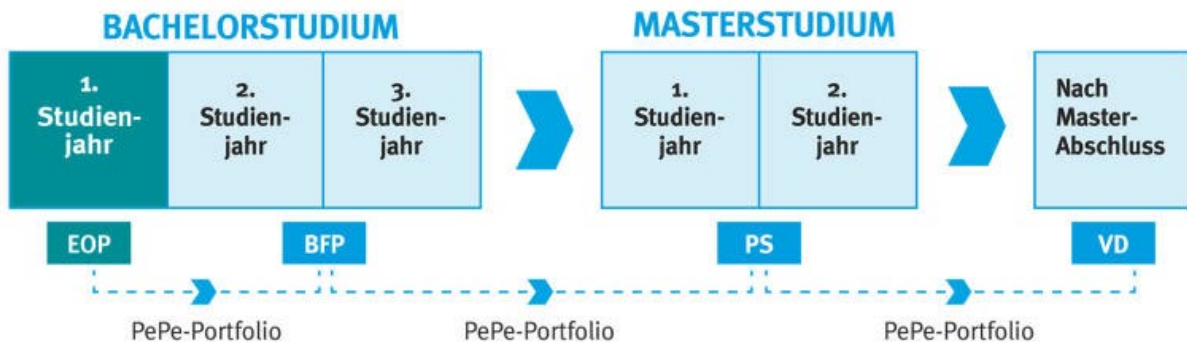 BACHELORSTUDIUM
MASTERSTUDIUM
1.
Studien-
jahr
2.
Studien-
jahr
3.
Studien-
jahr
1.
Studien-
jahr
2.
Studien-
jahr
Nach
Master-
Abschluss
EOP
BFP
PS
VD
PePe-Portfolio
PePe-Portfolio
PePe-Portfolio